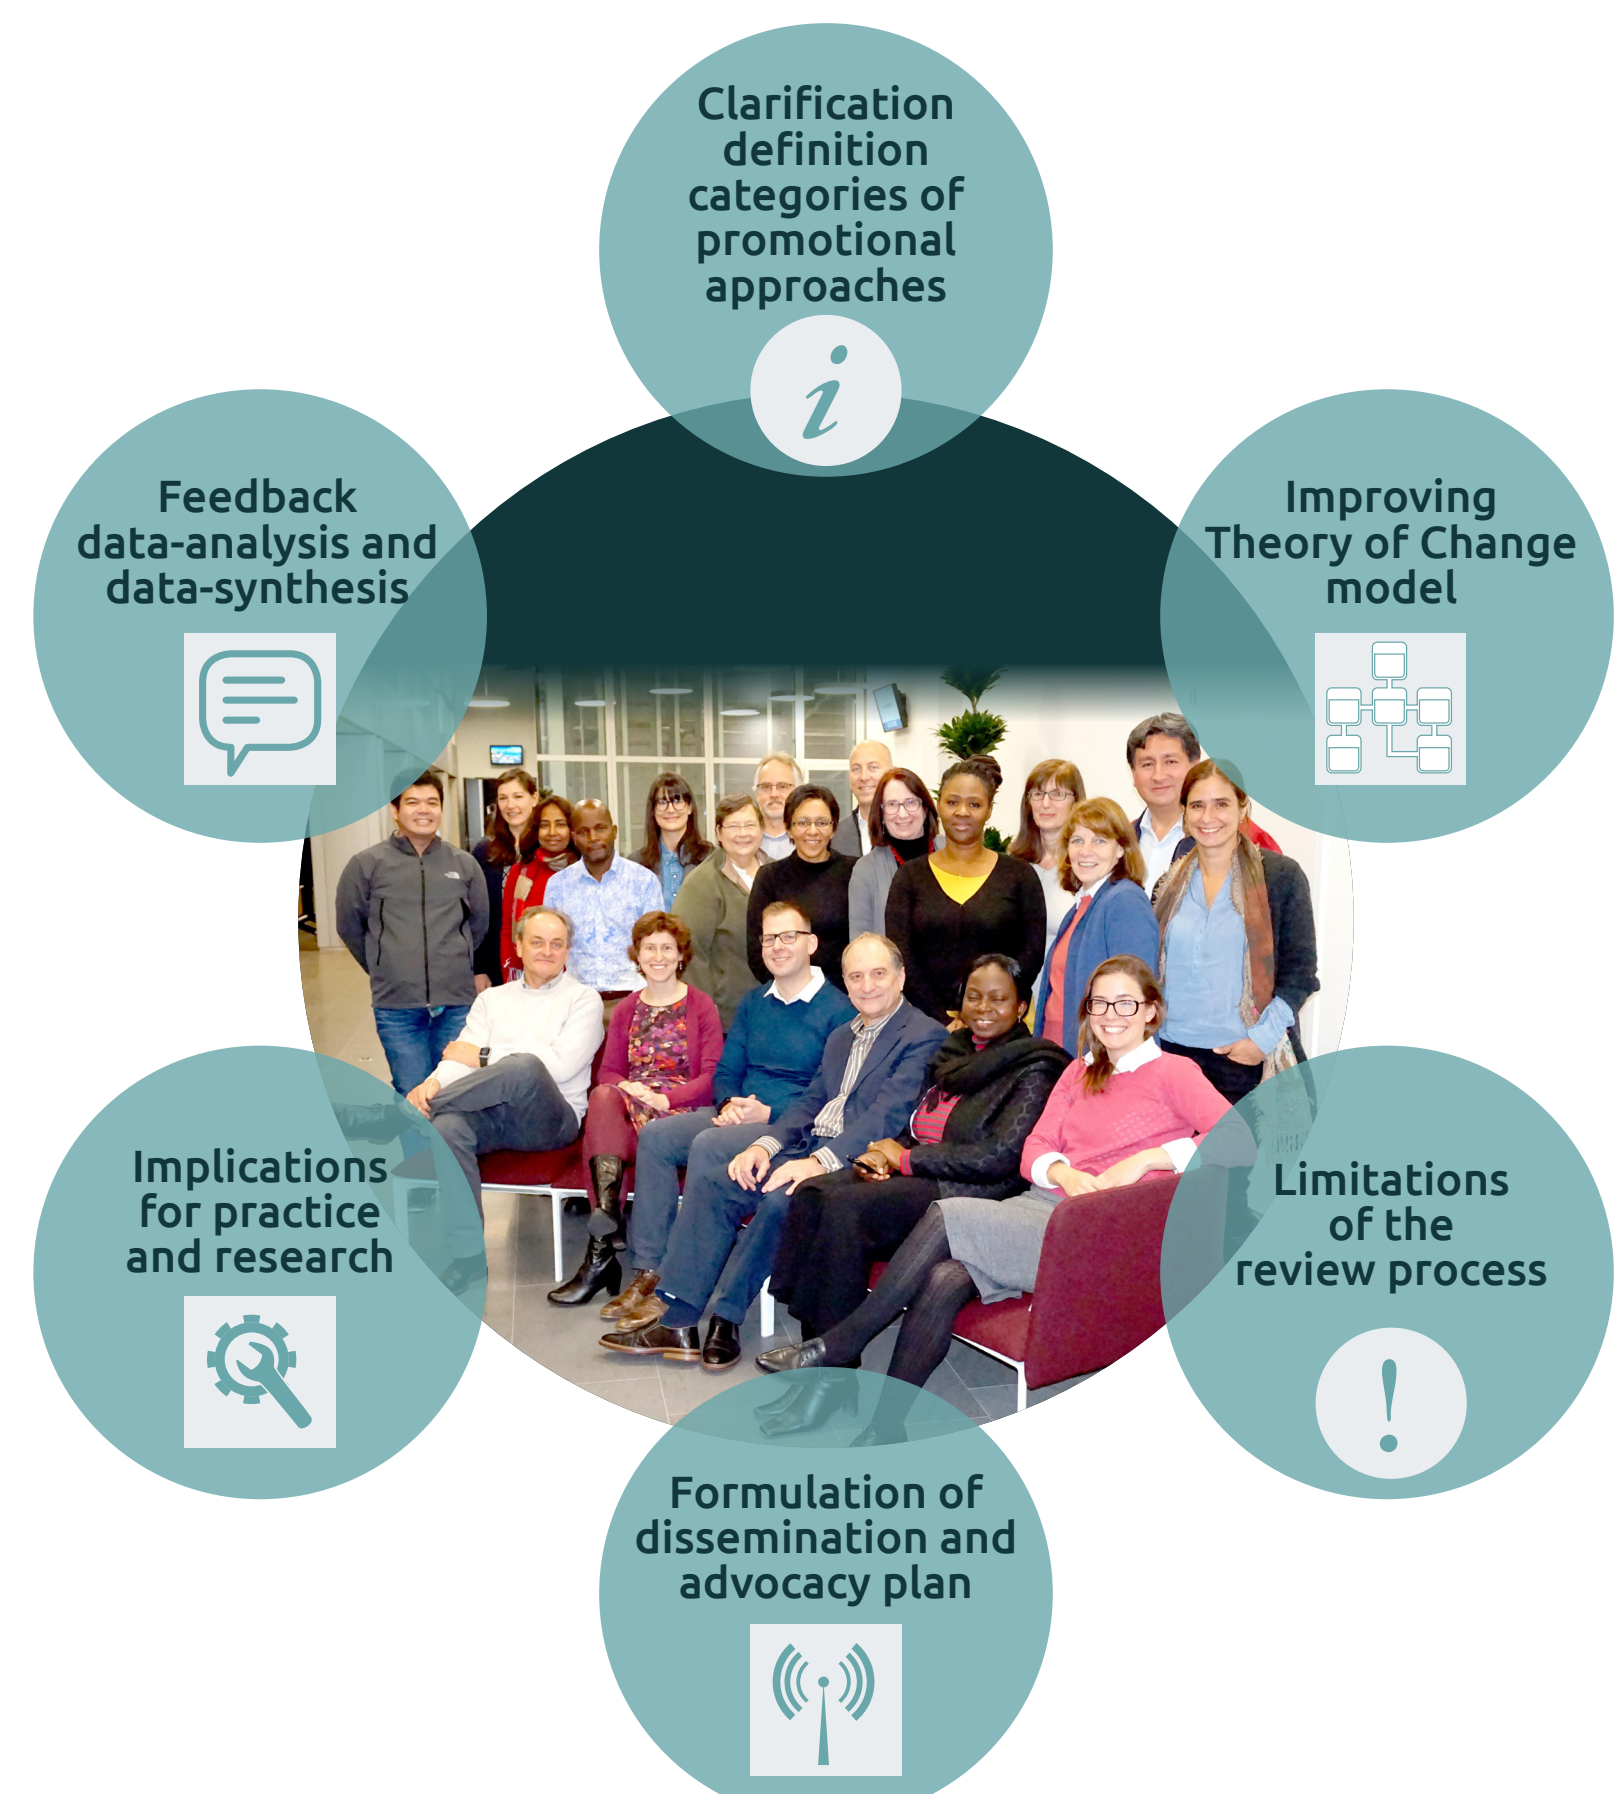 Clarification
definition
categories of
promotional
approaches
i
Feedback
data-analysis and
data-synthesis
Improving
Theory of Change
model
Implications
for practice
and research
Limitations
of the
review process
!
Formulation of
dissemination and
advocacy plan